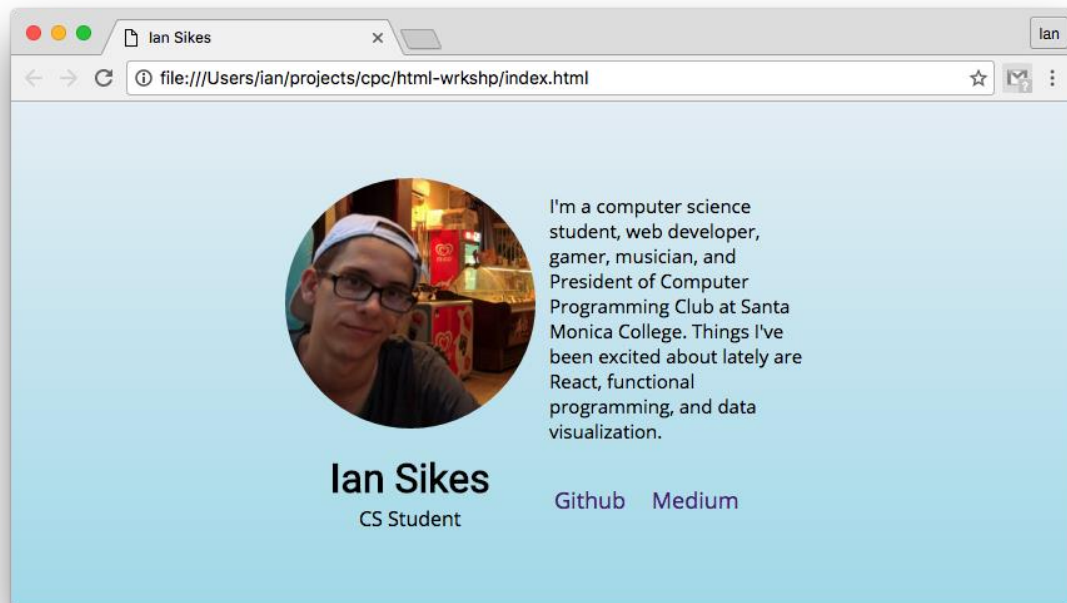 Ian Sikes
Ian
file:///Users/ian/projects/cpc/html-wrkshp/index.html
I'm a computer science
student, web developer,
gamer, musician, and
President of Computer
Programming Club at Santa
Monica College. Things I've
been excited about lately are
React, functional
programming, and data
visualization.
Ian Sikes
CS Student
Github Medium